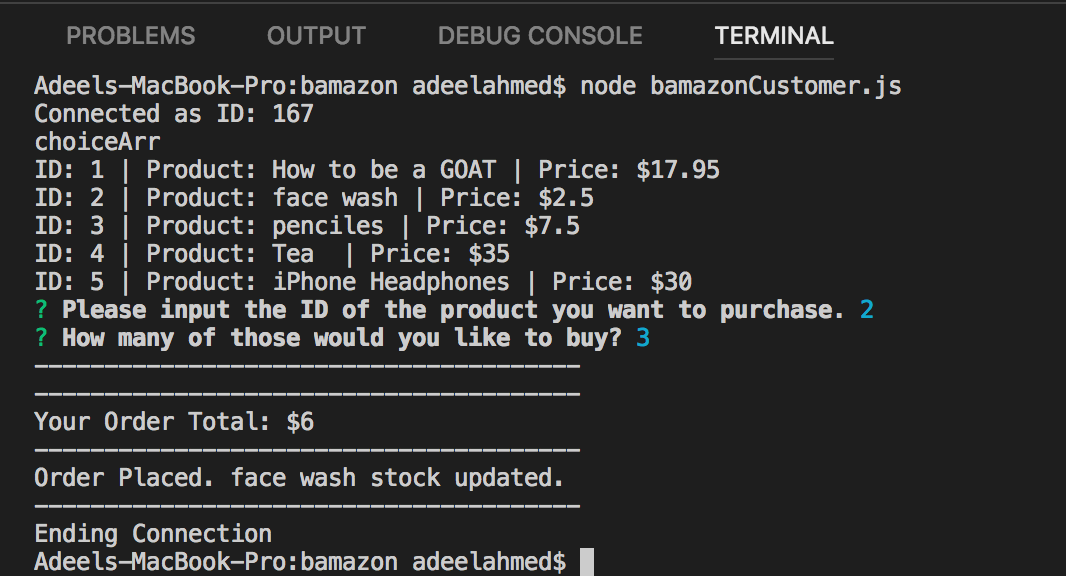 PROBLEMS OUTPUT DEBUG CONSOLE TERMINAL
Adeels-MacBook-Pro:bamazon adeelahmed$ node bamazonCustomer.js
Connected as ID: 167
choiceArr
ID: 1 | Product: How to be a GOAT | Price: $17.95
ID: 2 | Product: face wash | Price: $2.5
ID: 3 | Product: penciles | Price: $7.5
ID: 4 | Product: Tea  | Price: $35
ID: 5 | Product: iPhone Headphones | Price: $30
? Please input the ID of the product you want to purchase. 2
? How many of those would you like to buy? 3
---------------------------------------
---------------------------------------
Your Order Total: $6
---------------------------------------
Order Placed. face wash stock updated.
---------------------------------------
Ending Connection
Adeels-MacBook-Pro:bamazon adeelahmed$